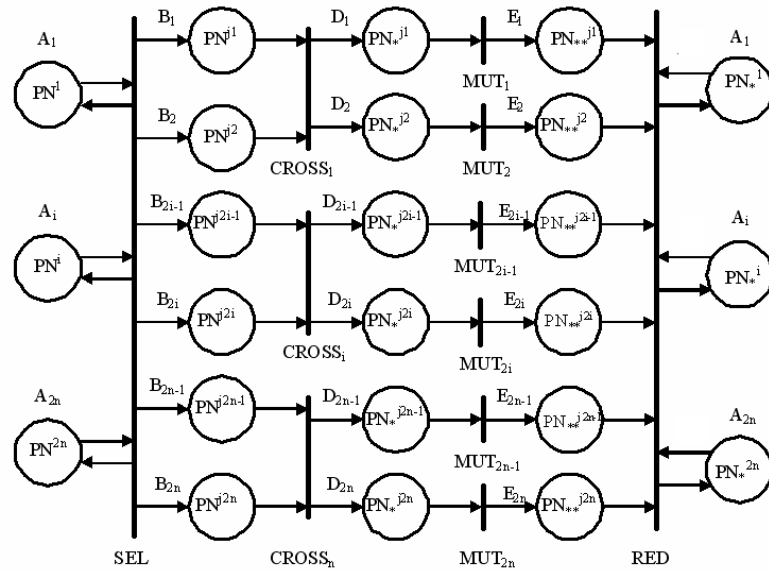 B₁ D₁ E₁
A₁ PNʲ¹ PN*ʲ¹ PN**ʲ¹ A₁
PN¹ MUT₁ PN*¹
B₂ D₂ E₂
PNʲ² PN*ʲ² PN**ʲ²
CROSS₁ MUT₂
B₂ᵢ₋₁ D₂ᵢ₋₁ E₂ᵢ₋₁
Aᵢ PNʲ²ⁱ⁻¹ PN*ʲ²ⁱ⁻¹ PN**ʲ²ⁱ⁻¹ Aᵢ
PNⁱ MUT₂ᵢ₋₁ PN*ⁱ
B₂ᵢ D₂ᵢ E₂ᵢ
PNʲ²ⁱ PN*ʲ²ⁱ PN**ʲ²ⁱ
CROSSᵢ MUT₂ᵢ
B₂ₙ₋₁ D₂ₙ₋₁ E₂ₙ₋₁
A₂ₙ PNʲ²ⁿ⁻¹ PN*ʲ²ⁿ⁻¹ PN**ʲ²ⁿ⁻¹ A₂ₙ
PN²ⁿ MUT₂ₙ₋₁ PN*²ⁿ
B₂ₙ D₂ₙ E₂ₙ
PNʲ²ⁿ PN*ʲ²ⁿ PN**ʲ²ⁿ
SEL CROSSₙ MUT₂ₙ RED